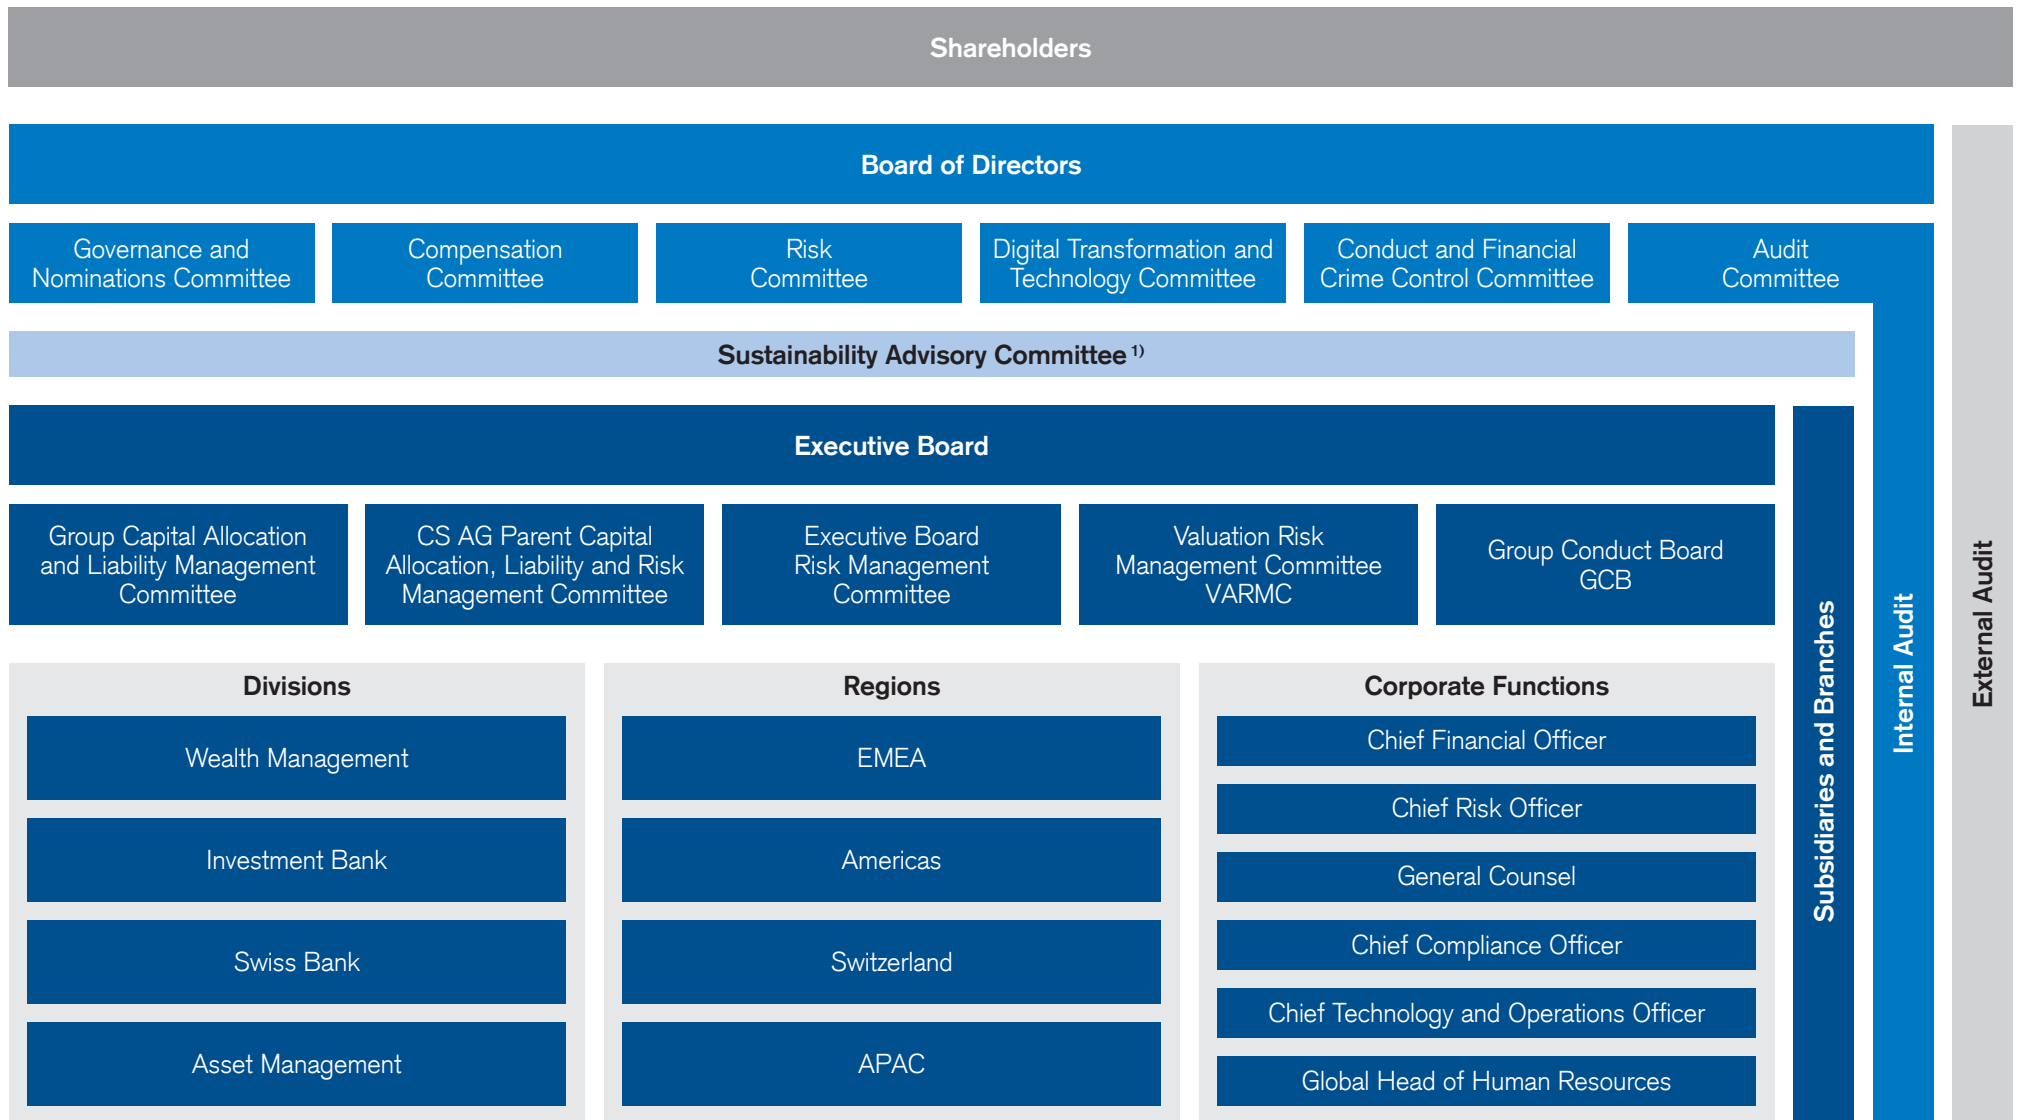 Shareholders
Board of Directors
Governance and
Nominations Committee
Compensation
Committee
Risk
Committee
Digital Transformation and
Technology Committee
Conduct and Financial
Crime Control Committee
Audit
Committee
Sustainability Advisory Committee 1)
Executive Board
Group Capital Allocation
and Liability Management
Committee
CS AG Parent Capital
Allocation, Liability and Risk
Management Committee
Executive Board
Risk Management
Committee
Valuation Risk
Management Committee
VARMC
Group Conduct Board
GCB
Divisions
Wealth Management
Investment Bank
Swiss Bank
Asset Management
Regions
EMEA
Americas
Switzerland
APAC
Corporate Functions
Chief Financial Officer
Chief Risk Officer
General Counsel
Chief Compliance Officer
Chief Technology and Operations Officer
Global Head of Human Resources
Subsidiaries and Branches
Internal Audit
External Audit